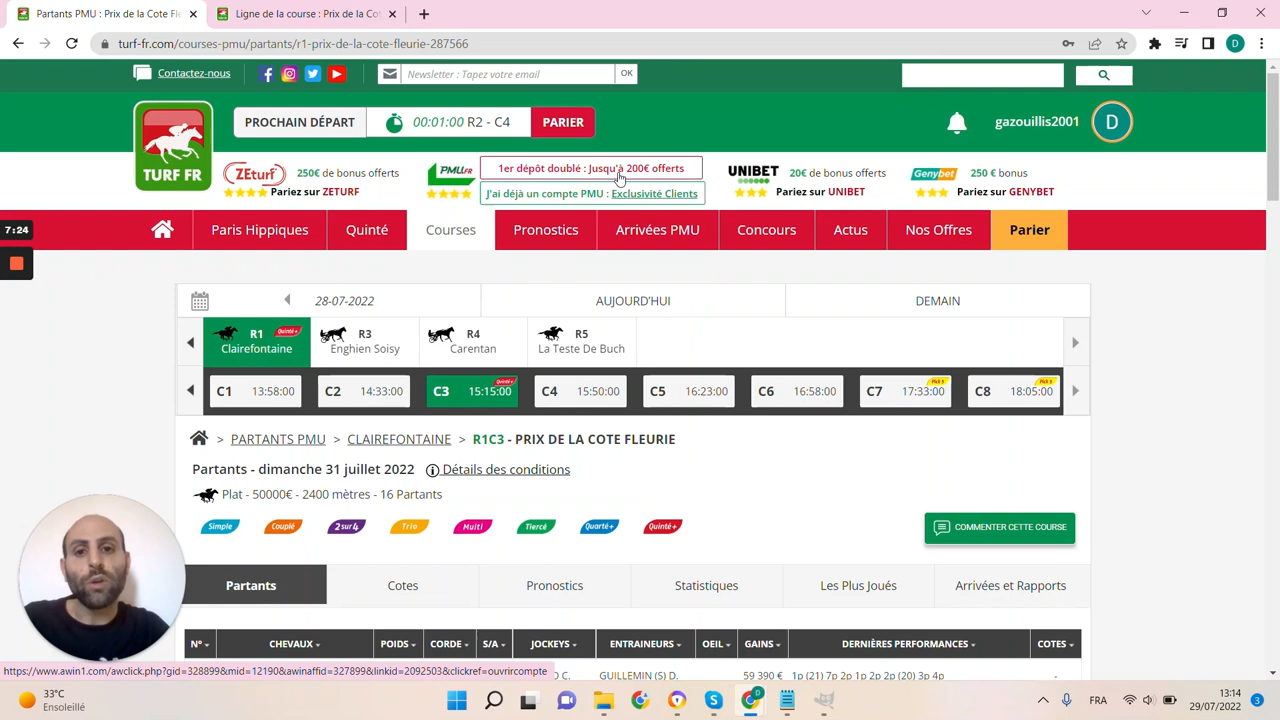 Partants PMU : Prix de la Cote Fle
Ligne de la course : Prix de la Cot
turf-fr.com/courses-pmu/partants/r1-prix-de-la-cote-fleurie-287566
D
Contactez-nous
Newsletter : Tapez votre email
OK
TURF FR
PROCHAIN DÉPART
00:01:00 R2 - C4
PARIER
gazouillis2001
D
ZEturf
250€ de bonus offerts
Pariez sur ZETURF
PMU.FR
1er dépôt doublé : Jusqu'à 200€ offerts
J'ai déjà un compte PMU : Exclusivité Clients
UNIBET
20€ de bonus offerts
Pariez sur UNIBET
Genybet
250 € bonus
Pariez sur GENYBET
7:24
Paris Hippiques
Quinté
Courses
Pronostics
Arrivées PMU
Concours
Actus
Nos Offres
Parier
28-07-2022
AUJOURD'HUI
DEMAIN
R1 Quinté+
Clairefontaine
R3
Enghien Soisy
R4
Carentan
R5
La Teste De Buch
C1 13:58:00
C2 14:33:00
C3 15:15:00 Quinté+
C4 15:50:00
C5 16:23:00
C6 16:58:00
C7 17:33:00 Pick 5
C8 18:05:00 Pick 5
> PARTANTS PMU > CLAIREFONTAINE > R1C3 - PRIX DE LA COTE FLEURIE
Partants - dimanche 31 juillet 2022 Détails des conditions
Plat - 50000€ - 2400 mètres - 16 Partants
Simple
Couplé
2sur4
Trio
Multi
Tiercé
Quarté+
Quinté+
COMMENTER CETTE COURSE
Partants
Cotes
Pronostics
Statistiques
Les Plus Joués
Arrivées et Rapports
N°
CHEVAUX
POIDS
CORDE
S/A
JOCKEYS
ENTRAINEURS
OEIL
GAINS
DERNIÈRES PERFORMANCES
COTES
C.
GUILLEMIN (S) D.
59 390 €
1p (21) 7p 2p 1p 2p 2p (20) 3p 4p
-
https://www.awin1.com/awclick.php?gid=328899&mid=12190&awinaffid=327899&linkid=2092503&clickref=ouvrircompte
33°C
Ensoleillé
D
FRA
13:14
29/07/2022
3